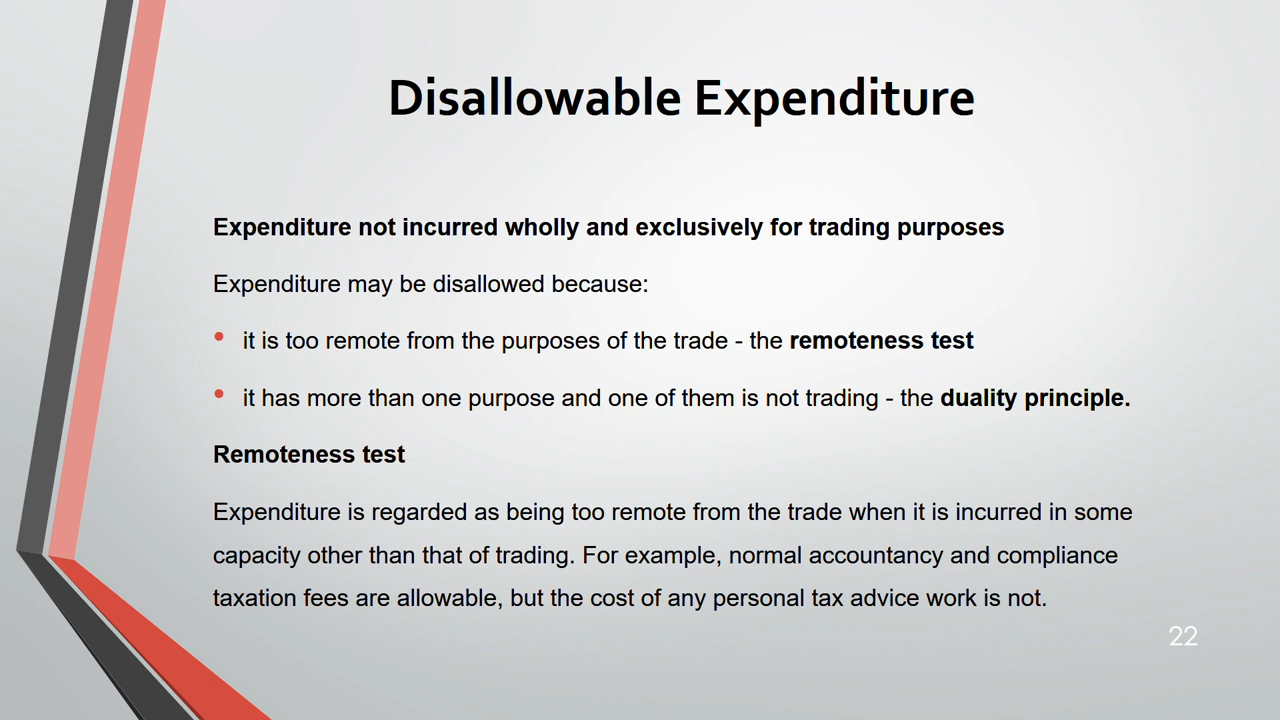 Disallowable Expenditure
Expenditure not incurred wholly and exclusively for trading purposes
Expenditure may be disallowed because:
• it is too remote from the purposes of the trade - the remoteness test
• it has more than one purpose and one of them is not trading - the duality principle.
Remoteness test
Expenditure is regarded as being too remote from the trade when it is incurred in some
capacity other than that of trading. For example, normal accountancy and compliance
taxation fees are allowable, but the cost of any personal tax advice work is not.
22